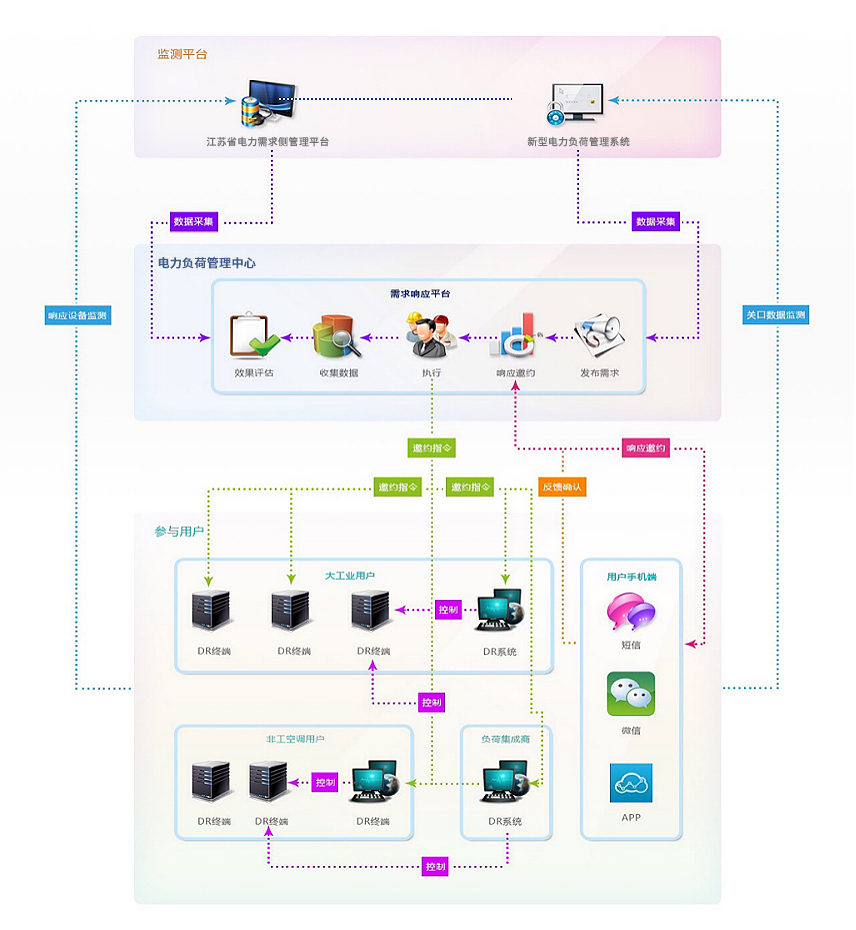 监测平台
江苏省电力需求侧管理平台
新型电力负荷管理系统
数据采集
数据采集
电力负荷管理中心
需求响应平台
响应设备监测
关口数据监测
效果评估
收集数据
执行
响应邀约
发布需求
邀约指令
响应邀约
邀约指令
邀约指令
反馈确认
参与用户
大工业用户
用户手机端
控制
DR终端
DR终端
DR终端
DR系统
短信
控制
微信
非工空调用户
负荷集成商
控制
DR终端
DR终端
DR终端
DR系统
APP
控制